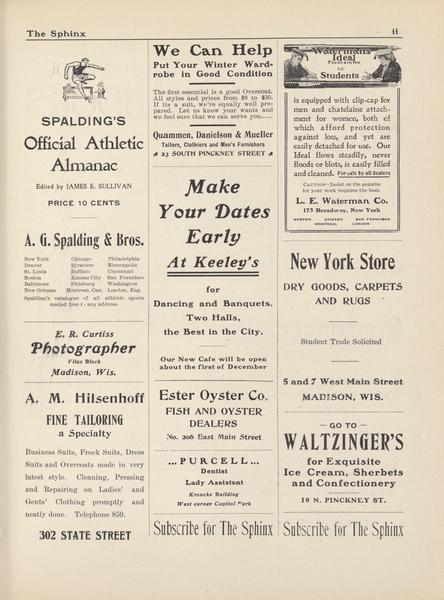 The Sphinx
ii
SPALDING'S
Official Athletic
Almanac
Edited by JAMES E. SULLIVAN
PRICE 10 CENTS
A. G. Spalding & Bros.
New York Chicago Philadelphia
Denver Syracuse Minneapolis
St. Louis Buffalo Cincinnati
Boston Kansas City San Francisco
Baltimore Pittsburg Washington
New Orleans Montreal, Can. London, Eng.
Spalding's catalogue of all athletic sports
mailed free to any address.
E. R. Curtiss
Photographer
Vilas Block
Madison, Wis.
A. M. Hilsenhoff
FINE TAILORING
a Specialty
Business Suits, Frock Suits, Dress
Suits and Overcoats made in very
latest style. Cleaning, Pressing
and Repairing on Ladies' and
Gents' Clothing promptly and
neatly done. Telephone 859.
302 STATE STREET
We Can Help
Put Your Winter Ward-
robe in Good Condition
The first essential is a good Overcoat.
All styles and prices from $8 to $30.
If its a suit, we're equally well pre-
pared. Let us know your wants and
we feel sure that we can serve you......
Quammen, Danielson & Mueller
Tailors, Clothiers and Men's Furnishers
23 SOUTH PINCKNEY STREET
Make
Your Dates
Early
At Keeley's
for
Dancing and Banquets.
Two Halls,
the Best in the City.
Our New Cafe will be open
about the first of December
Ester Oyster Co.
FISH AND OYSTER
DEALERS
No. 206 East Main Street
...PURCELL...
Dentist
Lady Assistant
Kroncke Building
West corner Capitol Park
Subscribe for The Sphinx
Waterman's
Ideal
Fountain Pen
for
Students
is equipped with clip-cap for
men and chatelaine attach-
ment for women, both of
which afford protection
against loss, and yet are
easily detached for use. Our
Ideal flows steadily, never
floods or blots, is easily filled
and cleaned. For sale by all dealers
CAUTION—Insist on the genuine
for your work requires the best.
L. E. Waterman Co.
173 Broadway, New York
BOSTON CHICAGO SAN FRANCISCO
MONTREAL LONDON
New York Store
DRY GOODS, CARPETS
AND RUGS
Student Trade Solicited
5 and 7 West Main Street
MADISON, WIS.
— GO TO —
WALTZINGER'S
for Exquisite
Ice Cream, Sherbets
and Confectionery
19 N. PINCKNEY ST.
Subscribe for The Sphinx